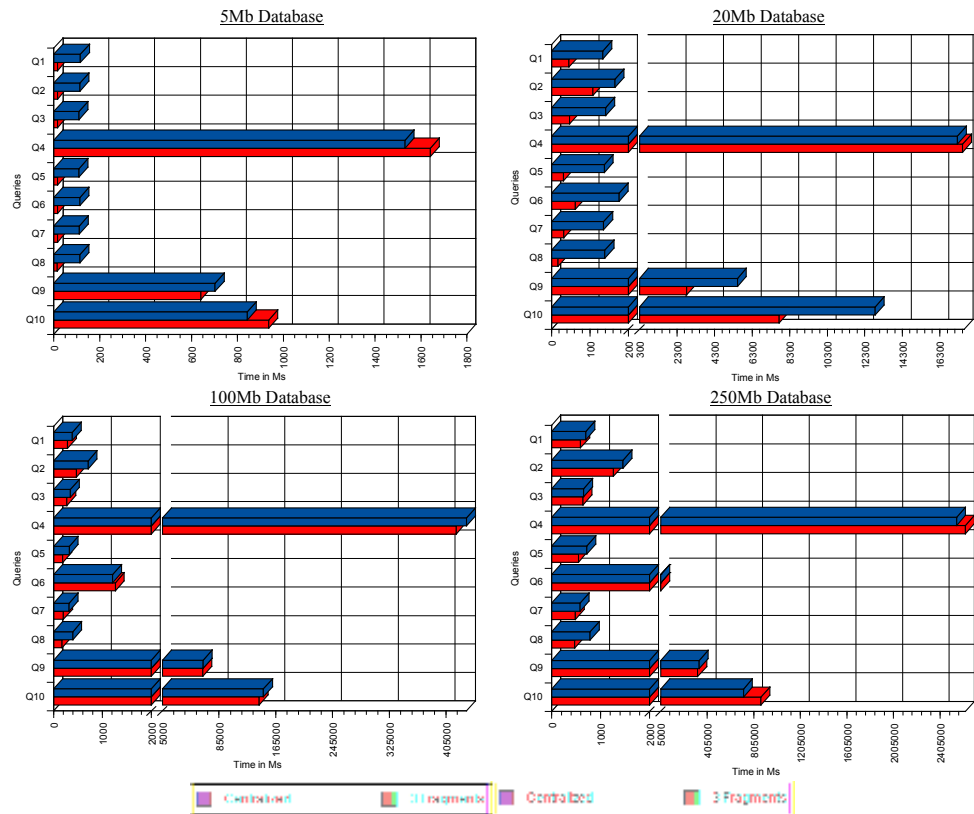 5Mb Database
Queries
Q1
Q2
Q3
Q4
Q5
Q6
Q7
Q8
Q9
Q10
0
200
400
600
800
1000
1200
1400
1600
1800
Time in Ms
20Mb Database
Queries
Q1
Q2
Q3
Q4
Q5
Q6
Q7
Q8
Q9
Q10
0
100
200
300
2300
4300
6300
8300
10300
12300
14300
16300
Time in Ms
100Mb Database
Queries
Q1
Q2
Q3
Q4
Q5
Q6
Q7
Q8
Q9
Q10
0
1000
2000
5000
85000
165000
245000
325000
405000
Time in Ms
250Mb Database
Queries
Q1
Q2
Q3
Q4
Q5
Q6
Q7
Q8
Q9
Q10
0
1000
2000
5000
405000
805000
1205000
1605000
2005000
2405000
Time in Ms
Centralized
3 Fragments
Centralized
3 Fragments